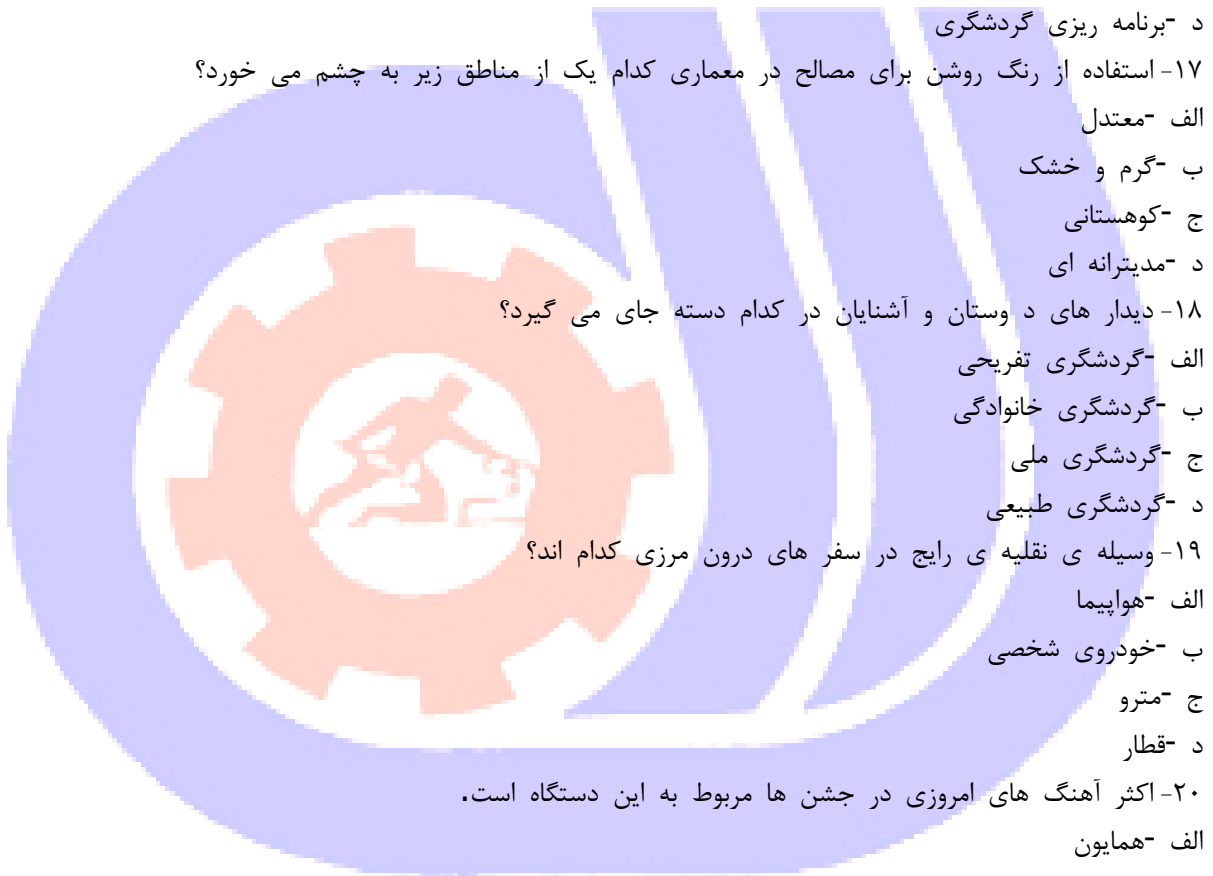 د -برنامه ریزی گردشگری
۱۷- استفاده از رنگ روشن برای مصالح در معماری کدام یک از مناطق زیر به چشم می خورد؟
الف -معتدل
ب -گرم و خشک
ج -کوهستانی
د -مدیترانه ای
۱۸- دیدار های د وستان و آشنایان در کدام دسته جای می گیرد؟
الف -گردشگری تفریحی
ب -گردشگری خانوادگی
ج -گردشگری ملی
د -گردشگری طبیعی
۱۹- وسیله ی نقلیه ی رایج در سفر های درون مرزی کدام اند؟
الف -هواپیما
ب -خودروی شخصی
ج -مترو
د -قطار
۲۰- اکثر آهنگ های امروزی در جشن ها مربوط به این دستگاه است.
الف -همایون